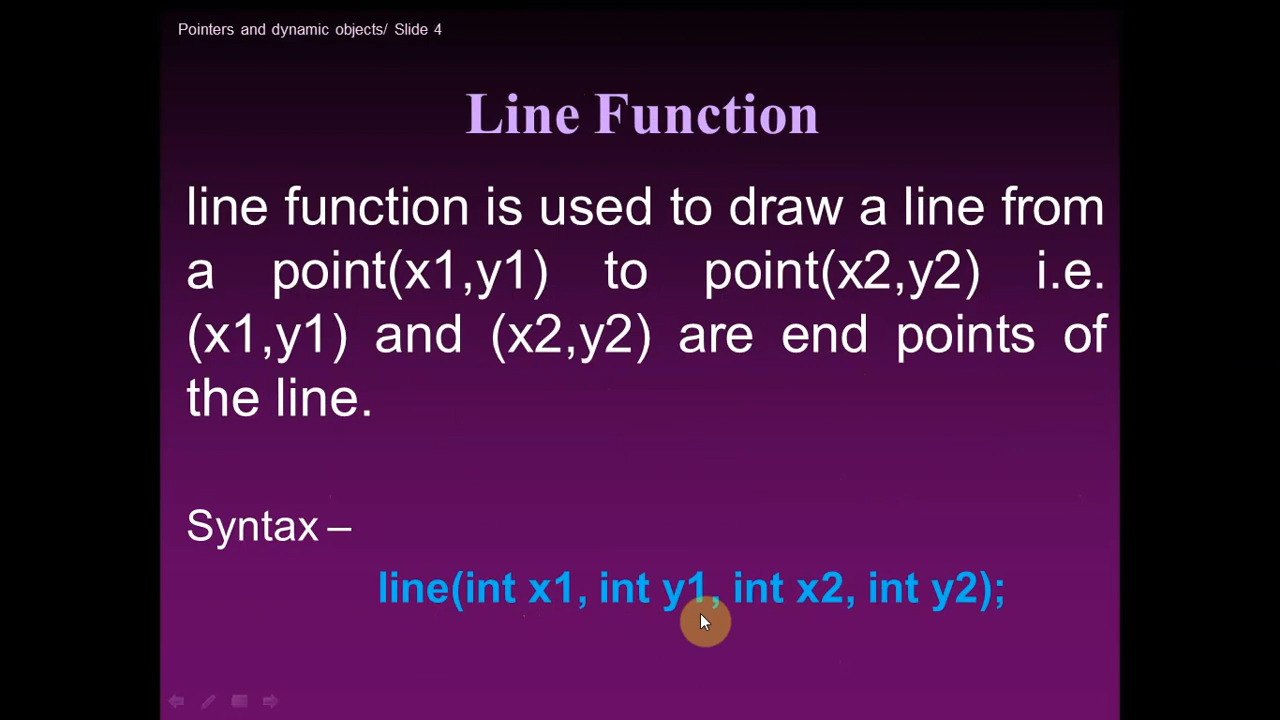 Pointers and dynamic objects/ Slide 4
Line Function
line function is used to draw a line from
a point(x1,y1) to point(x2,y2) i.e.
(x1,y1) and (x2,y2) are end points of
the line.
Syntax –
line(int x1, int y1, int x2, int y2);